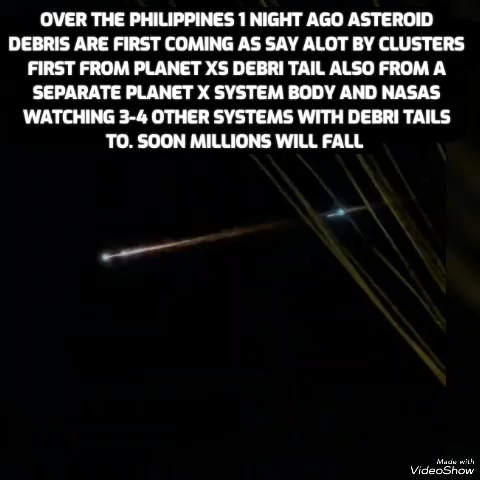 OVER THE PHILIPPINES 1 NIGHT AGO ASTEROID
DEBRIS ARE FIRST COMING AS SAY ALOT BY CLUSTERS
FIRST FROM PLANET XS DEBRI TAIL ALSO FROM A
SEPARATE PLANET X SYSTEM BODY AND NASAS
WATCHING 3-4 OTHER SYSTEMS WITH DEBRI TAILS
TO. SOON MILLIONS WILL FALL
Made with
VideoShow